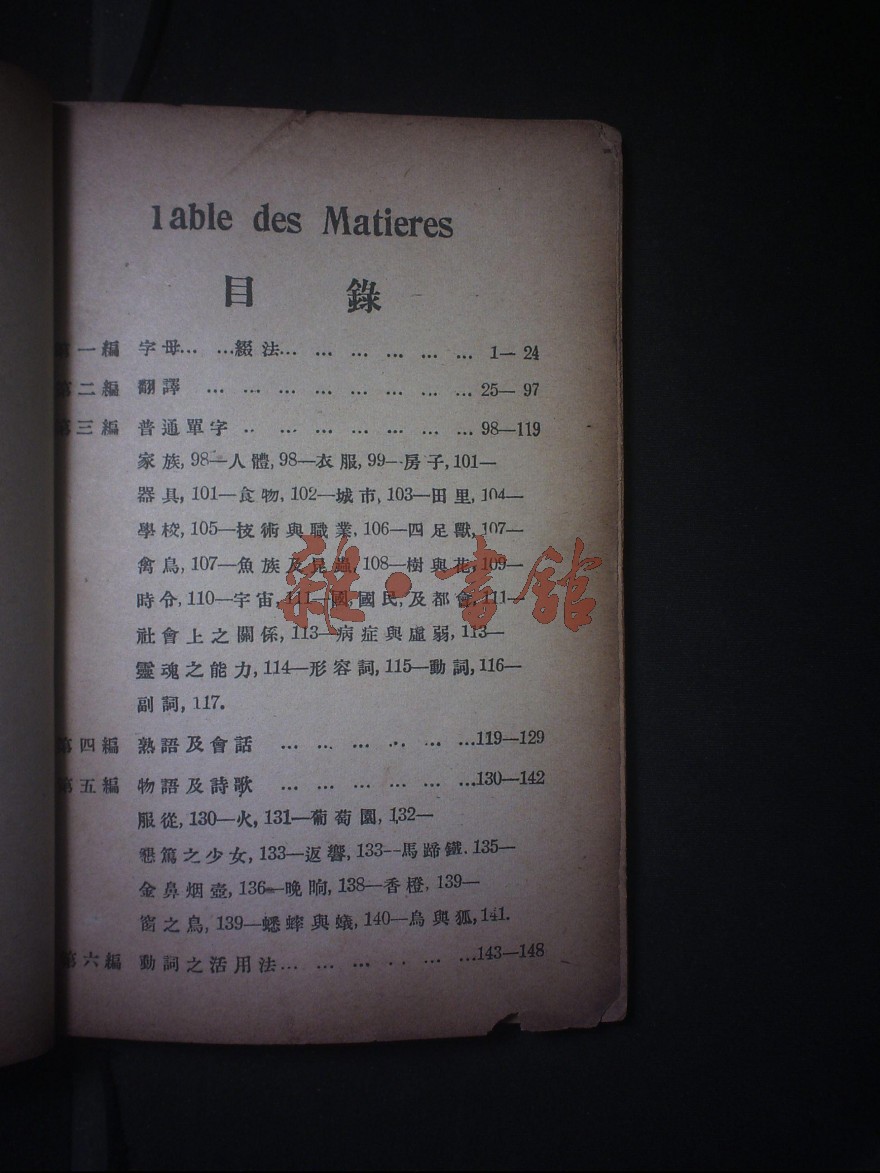 Table des Matieres
目 錄
第一編 字母... ...綴法... ... ... ... ... ... 1— 24
第二編 翻譯 ... ... ... ... ... ... ... ...25— 97
第三編 普通單字 .. ... ... ... ... ... ... 98—119
家族, 98—人體, 98—衣服, 99—房子, 101—
器具, 101—食物, 102—城市, 103—田里, 104—
學校, 105—技術與職業, 106—四足獸, 107—
禽鳥, 107—魚族及昆蟲, 108—樹與花, 109—
時令, 110—宇宙, 111—國, 國民, 及都會, 111—
社會上之關係, 113—病症與虛弱, 113—
靈魂之能力, 114—形容詞, 115—動詞, 116—
副詞, 117.
第四編 熟語及會話 ... ... ... ... ... ...119—129
第五編 物語及詩歌 ... ... ... ... ... ...130—142
服從, 130—火, 131—葡萄園, 132—
懇篤之少女, 133—返響, 133—馬蹄鐵. 135—
金鼻烟壺, 136—晚晌, 138—香橙, 139—
窗之鳥, 139—蟋蟀與蟻, 140—烏與狐, 141.
第六編 動詞之活用法... ... ... ... ... ...143—148
雜·書館